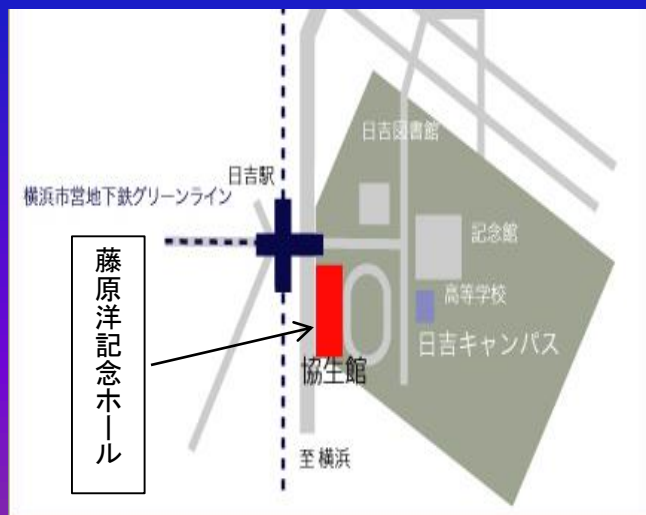 日吉図書館
日吉駅
横浜市営地下鉄グリーンライン
記念館
藤原洋記念ホール
高等学校
日吉キャンパス
協生館
至 横浜